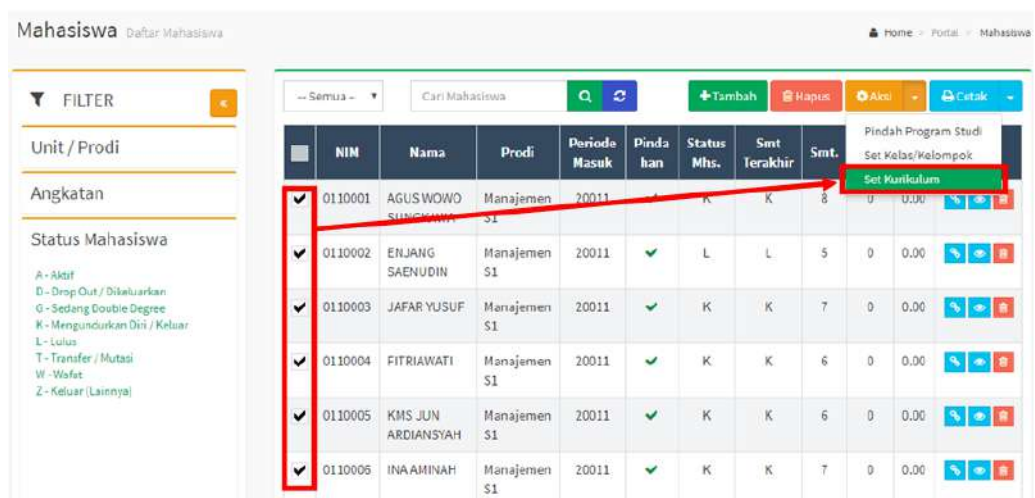 Mahasiswa Daftar Mahasiswa
Home > Portal > Mahasiswa
FILTER
Unit / Prodi
Angkatan
Status Mahasiswa
A - Aktif
D - Drop Out / Dikeluarkan
G - Sedang Double Degree
K - Mengundurkan Diri / Keluar
L - Lulus
T - Transfer / Mutasi
W - Wafat
Z - Keluar (Lainnya)
-- Semua -- Cari Mahasiswa Tambah Hapus Aksi Cetak
Pindah Program Studi
Set Kelas/Kelompok
Set Kurikulum
NIM Nama Prodi Periode Masuk Pinda han Status Mhs. Smt Terakhir Smt.
0110001 AGUS WOWO Manajemen S1 20011 K K 8 0 0.00
0110002 ENJANG SAENUDIN Manajemen S1 20011 L L 5 0 0.00
0110003 JAFAR YUSUF Manajemen S1 20011 K K 7 0 0.00
0110004 FITRIAWATI Manajemen S1 20011 K K 6 0 0.00
0110005 KMS JUN ARDIANSYAH Manajemen S1 20011 K K 6 0 0.00
0110006 INA AMINAH Manajemen S1 20011 K K 7 0 0.00